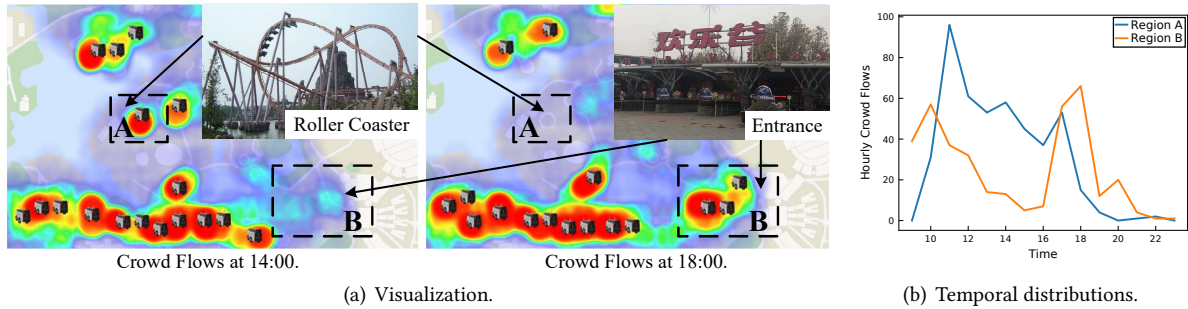 欢乐谷
Roller Coaster
Entrance
A
B
A
B
Crowd Flows at 14:00.
Crowd Flows at 18:00.
(a) Visualization.
Region A
Region B
100
80
60
40
20
0
Hourly Crowd Flows
10
12
14
16
18
20
22
Time
(b) Temporal distributions.